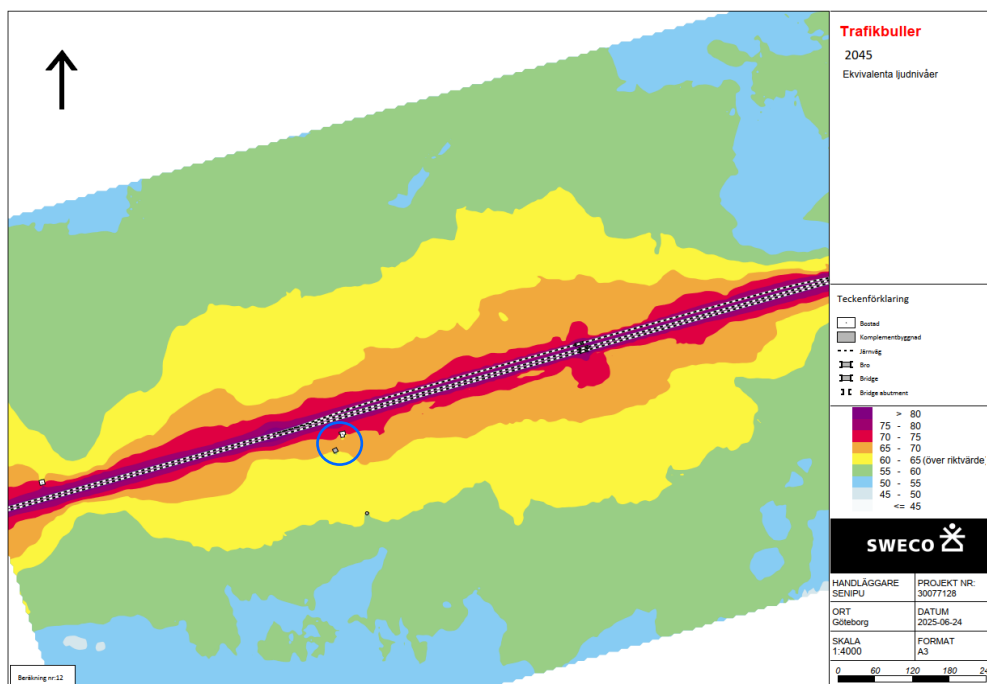 Trafikbuller
2045
Ekvivalenta ljudnivåer
Teckenförklaring
Bostad
Komplementbyggnad
Järnväg
Bro
Bridge
Bridge abutment
> 80
75 - 80
70 - 75
65 - 70
60 - 65 (över riktvärde
55 - 60
50 - 55
45 - 50
<= 45
SWECO
HANDLÄGGARE
SENIPU
PROJEKT NR:
30077128
ORT
Göteborg
DATUM
2025-06-24
SKALA
1:4000
FORMAT
A3
0 60 120 180 24
Beräkning nr:12